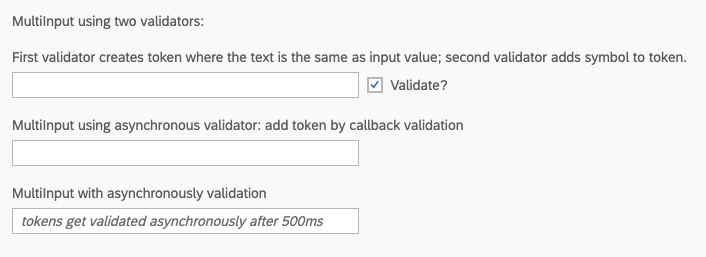 MultiInput using two validators:
First validator creates token where the text is the same as input value; second validator adds symbol to token.
Validate?
MultiInput using asynchronous validator: add token by callback validation
MultiInput with asynchronously validation
tokens get validated asynchronously after 500ms